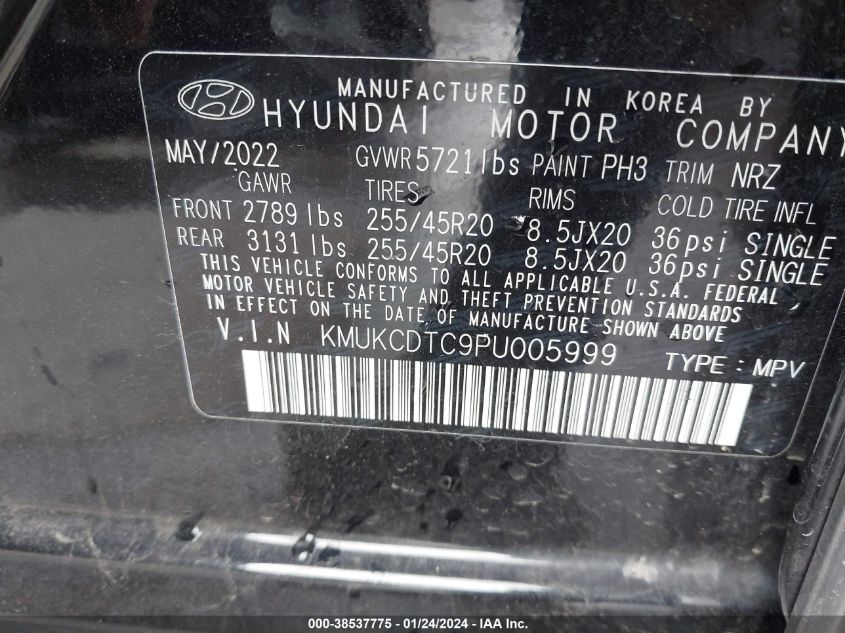 MANUFACTURED IN KOREA BY
HYUNDAI MOTOR COMPANY
MAY/2022 GVWR 5721lbs PAINT PH3 TRIM NRZ
GAWR TIRES RIMS COLD TIRE INFL
FRONT 2789 lbs 255/45R20 8.5JX20 36psi SINGLE
REAR 3131 lbs 255/45R20 8.5JX20 36psi SINGLE
THIS VEHICLE CONFORMS TO ALL APPLICABLE U.S.A. FEDERAL
MOTOR VEHICLE SAFETY AND THEFT PREVENTION STANDARDS
IN EFFECT ON THE DATE OF MANUFACTURE SHOWN ABOVE
V.I.N KMUKCDTC9PU005999 TYPE : MPV
000-38537775 - 01/24/2024 - IAA Inc.